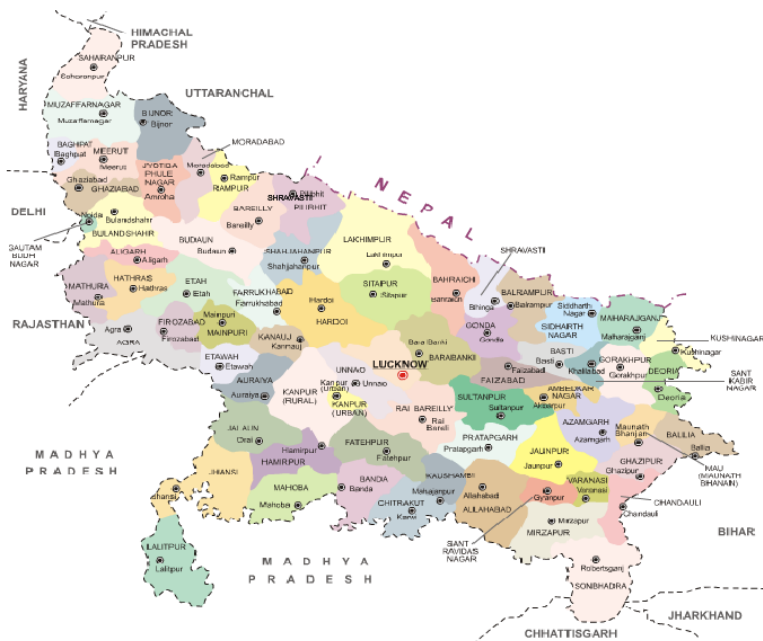 HIMACHAL
PRADESH
SAHAIRANPUR
Saharanpur
HARYANA
MUZAFFARNAGAR
Muzaffarnagar
BIJNOR
Bijnor
UTTARANCHAL
BAGHPAT
Baghpat
MEERUT
Meerut
MORADABAD
Moradabad
JYOTIBA
PHULE
NAGAR
Amroha
Ghaziabad
GHAZIABAD
Rampur
RAMPUR
SHRAVASTI
Pilibhit
PILIBHIT
NEPAL
DELHI
Noida
Bulandshahr
BULANDSHAHR
BAREILLY
Bareilly
GAUTAM
BUDH
NAGAR
BUDAUN
Budaun
SHAHJAHANPUR
Shahjahanpur
LAKHIMPUR
Lakhimpur
SHRAVASTI
ALIGARH
Aligarh
MATHURA
Mathura
HATHRAS
Hathras
ETAH
Etah
FARRUKHABAD
Farrukhabad
SITAPUR
Sitapur
BAHRAICH
Bahraich
Bhinga
BALRAMPUR
Balrampur
Siddharth
Nagar
SIDHARTH
NAGAR
MAHARAJGANJ
Maharajganj
RAJASTHAN
Agra
AGRA
FIROZABAD
Firozabad
Mainpuri
MAINPURI
Hardoi
HARDOI
GONDA
Gonda
KUSHINAGAR
Kushinagar
KANAUJ
Kannauj
Bara Banki
BARABANKI
BASTI
Basti
Khalilabad
GORAKHPUR
Gorakhpur
DEORIA
Deoria
SANT
KABIR
NAGAR
ETAWAH
Etawah
LUCKNOW
UNNAO
Unnao
Faizabad
FAIZABAD
AURAIYA
Auraiya
KANPUR
(RURAL)
Kanpur
(Urban)
KANPUR
(URBAN)
RAI BAREILLY
Rai
Bareli
SULTANPUR
Sultanpur
AMBEDKAR
NAGAR
Akbarpur
AZAMGARH
Azamgarh
Maunath
Bhanjan
BALILIA
Ballia
JALAUN
Orai
Hamirpur
HAMIRPUR
FATEHPUR
Fatehpur
PRATAPGARH
Pratapgarh
JAUNPUR
Jaunpur
GHAZIPUR
Ghazipur
MAU
(MAUNATH
BIHANAIN)
MADHYA
PRADESH
JHANSI
Jhansi
MAHOBA
Mahoba
BANDA
Banda
KAUSHAMBI
Mahajanpur
CHITRAKUT
Karwi
Allahabad
ALLAHABAD
Gyanpur
VARANASI
Varanasi
CHANDAULI
Chandauli
Mirzapur
MIRZAPUR
SANT
RAVIDAS
NAGAR
BIHAR
LALITPUR
Lalitpur
MADHYA
PRADESH
Robertsganj
SONBHADRA
JHARKHAND
CHHATTISGARH